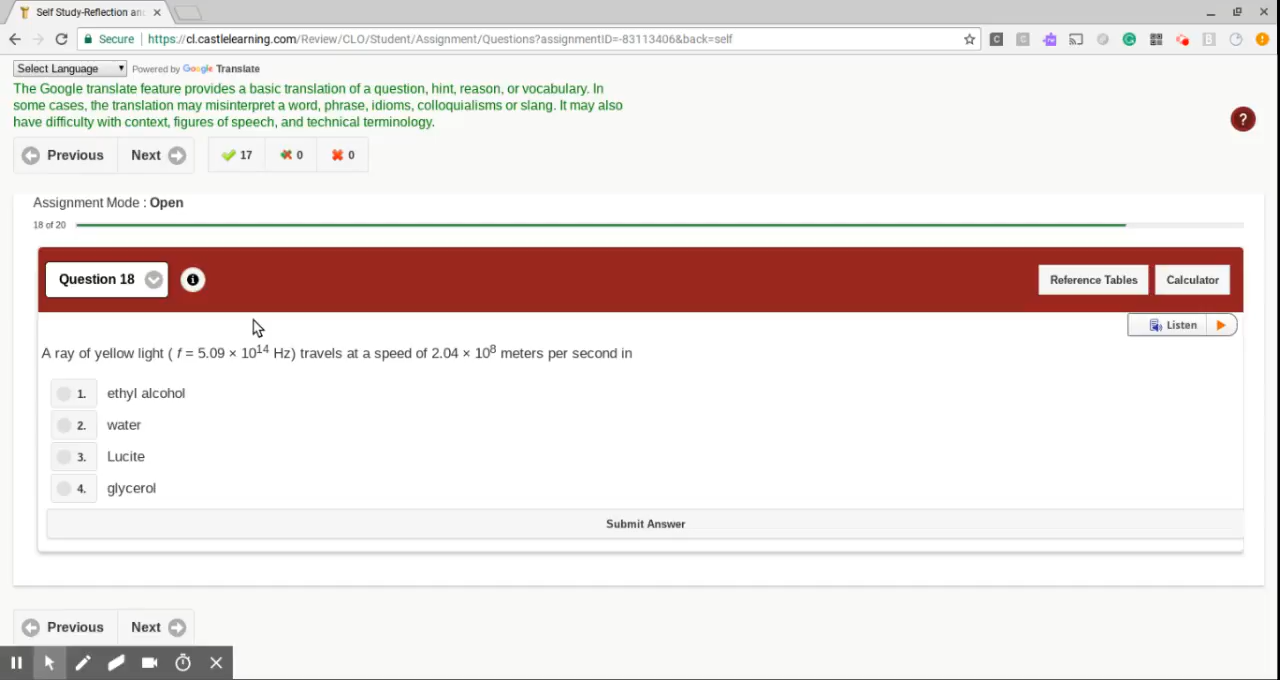 Self Study-Reflection an
Secure https://cl.castlelearning.com/Review/CLO/Student/Assignment/Questions?assignmentID=-83113406&back=self
Select Language Powered by Google Translate
The Google translate feature provides a basic translation of a question, hint, reason, or vocabulary. In
some cases, the translation may misinterpret a word, phrase, idioms, colloquialisms or slang. It may also
have difficulty with context, figures of speech, and technical terminology.
?
Previous Next 17 0 0
Assignment Mode : Open
18 of 20
Question 18 Reference Tables Calculator
Listen
A ray of yellow light ( f = 5.09 × 10¹⁴ Hz) travels at a speed of 2.04 × 10⁸ meters per second in
1. ethyl alcohol
2. water
3. Lucite
4. glycerol
Submit Answer
Previous Next